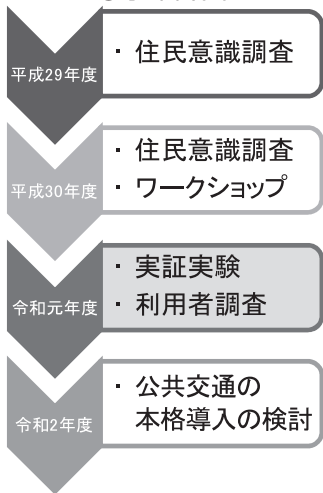 平成29年度
・住民意識調査
平成30年度
・住民意識調査
・ワークショップ
令和元年度
・実証実験
・利用者調査
令和2年度
・公共交通の
本格導入の検討